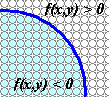 f(x,y) > 0
f(x,y) < 0